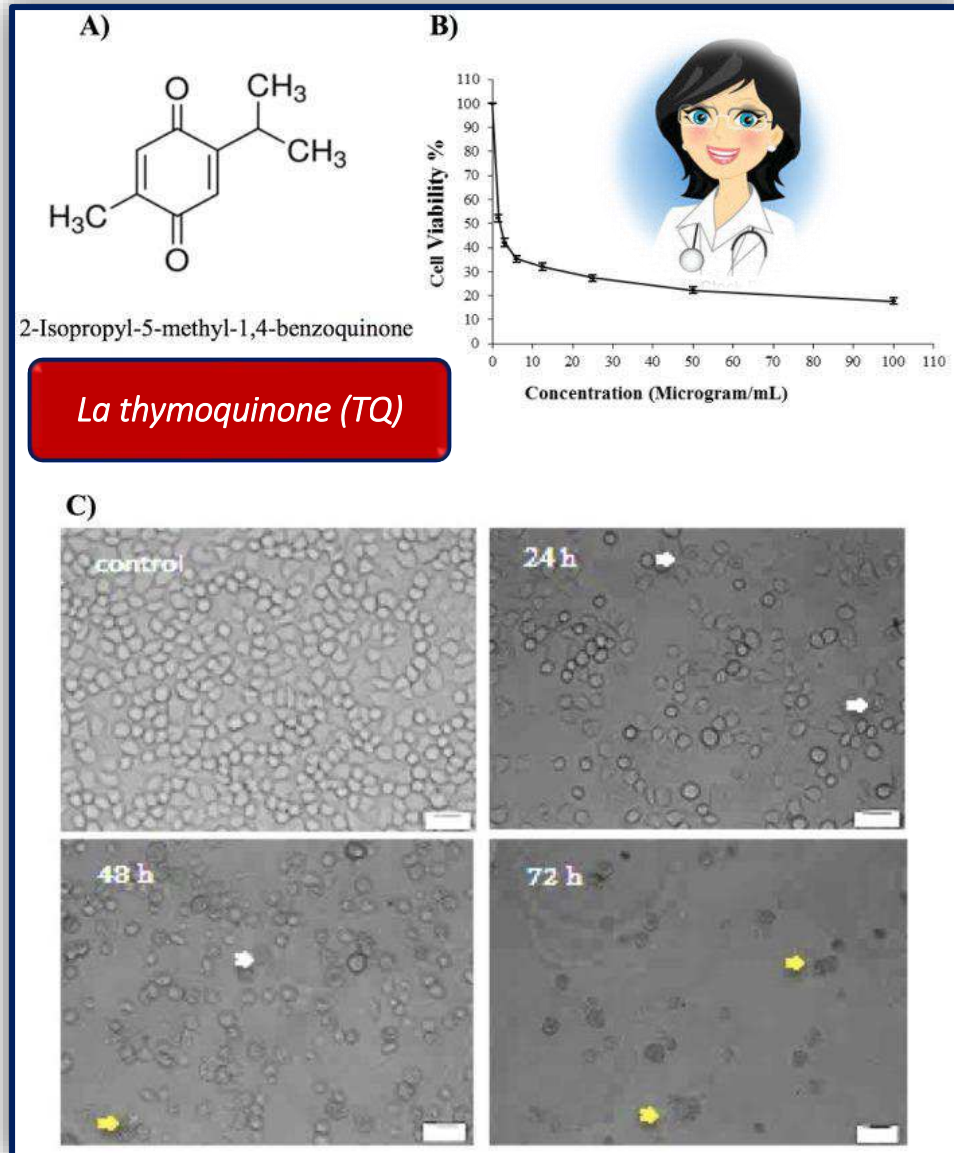 A)
O
CH₃
CH₃
H₃C
O
2-Isopropyl-5-methyl-1,4-benzoquinone
La thymoquinone (TQ)
B)
110
100
90
80
70
60
50
40
30
20
10
0
Cell Viability %
0 10 20 30 40 50 60 70 80 90 100 110
Concentration (Microgram/mL)
C)
control
24 h
48 h
72 h